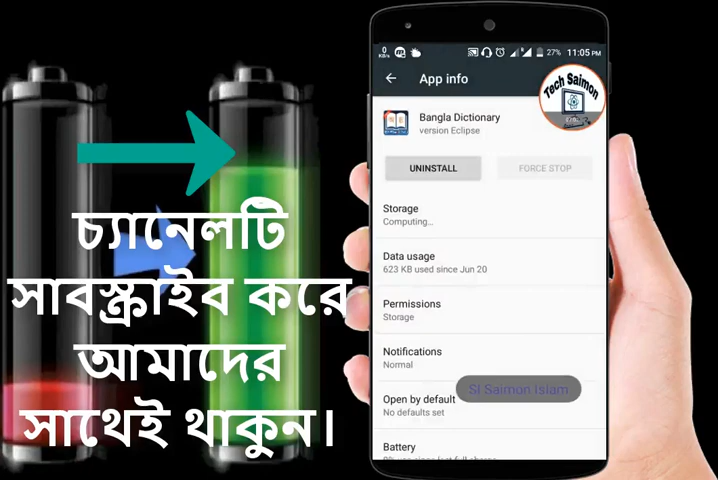 চ্যানেলটি
সাবস্ক্রাইব করে
আমাদের
সাথেই থাকুন।
0
KB/s
27% 11:05 PM
App info
Tech Saimon
Bangla Dictionary
version Eclipse
UNINSTALL
FORCE STOP
Storage
Computing...
Data usage
623 KB used since Jun 20
Permissions
Storage
Notifications
Normal
SI Saimon Islam
Open by default
No defaults set
Battery